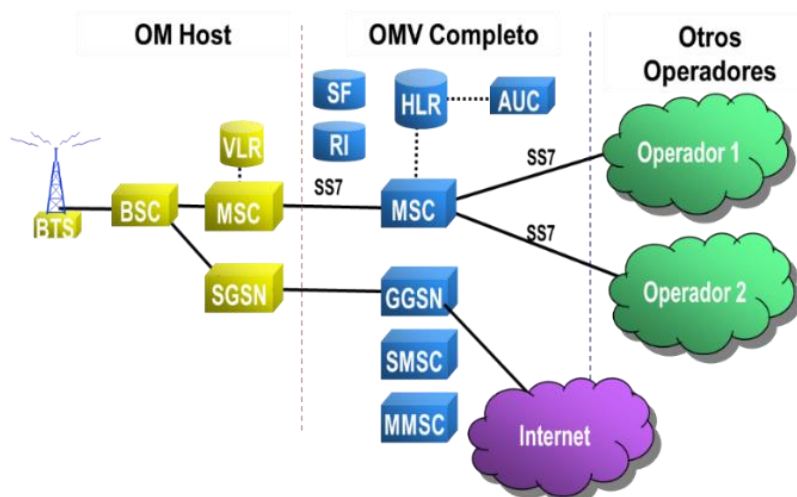 OM Host
OMV Completo
Otros
Operadores
SF
HLR
AUC
VLR
RI
Operador 1
SS7
SS7
BTS
BSC
MSC
MSC
SS7
SGSN
GGSN
Operador 2
SMSC
MMSC
Internet